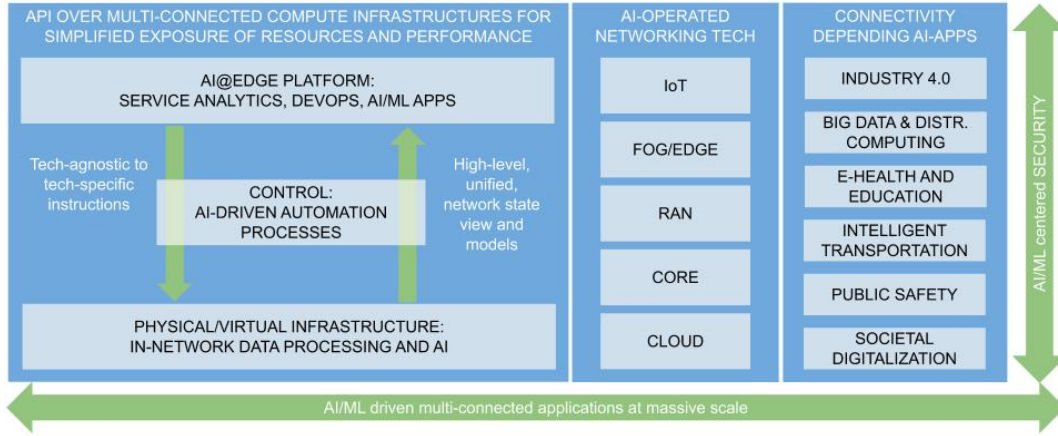 API OVER MULTI-CONNECTED COMPUTE INFRASTRUCTURES FOR
SIMPLIFIED EXPOSURE OF RESOURCES AND PERFORMANCE
AI@EDGE PLATFORM:
SERVICE ANALYTICS, DEVOPS, AI/ML APPS
Tech-agnostic to
tech-specific
instructions
CONTROL:
AI-DRIVEN AUTOMATION
PROCESSES
High-level,
unified,
network state
view and
models
PHYSICAL/VIRTUAL INFRASTRUCTURE:
IN-NETWORK DATA PROCESSING AND AI
AI-OPERATED
NETWORKING TECH
IoT
FOG/EDGE
RAN
CORE
CLOUD
CONNECTIVITY
DEPENDING AI-APPS
INDUSTRY 4.0
BIG DATA & DISTR.
COMPUTING
E-HEALTH AND
EDUCATION
INTELLIGENT
TRANSPORTATION
PUBLIC SAFETY
SOCIETAL
DIGITALIZATION
AI/ML centered SECURITY
AI/ML driven multi-connected applications at massive scale